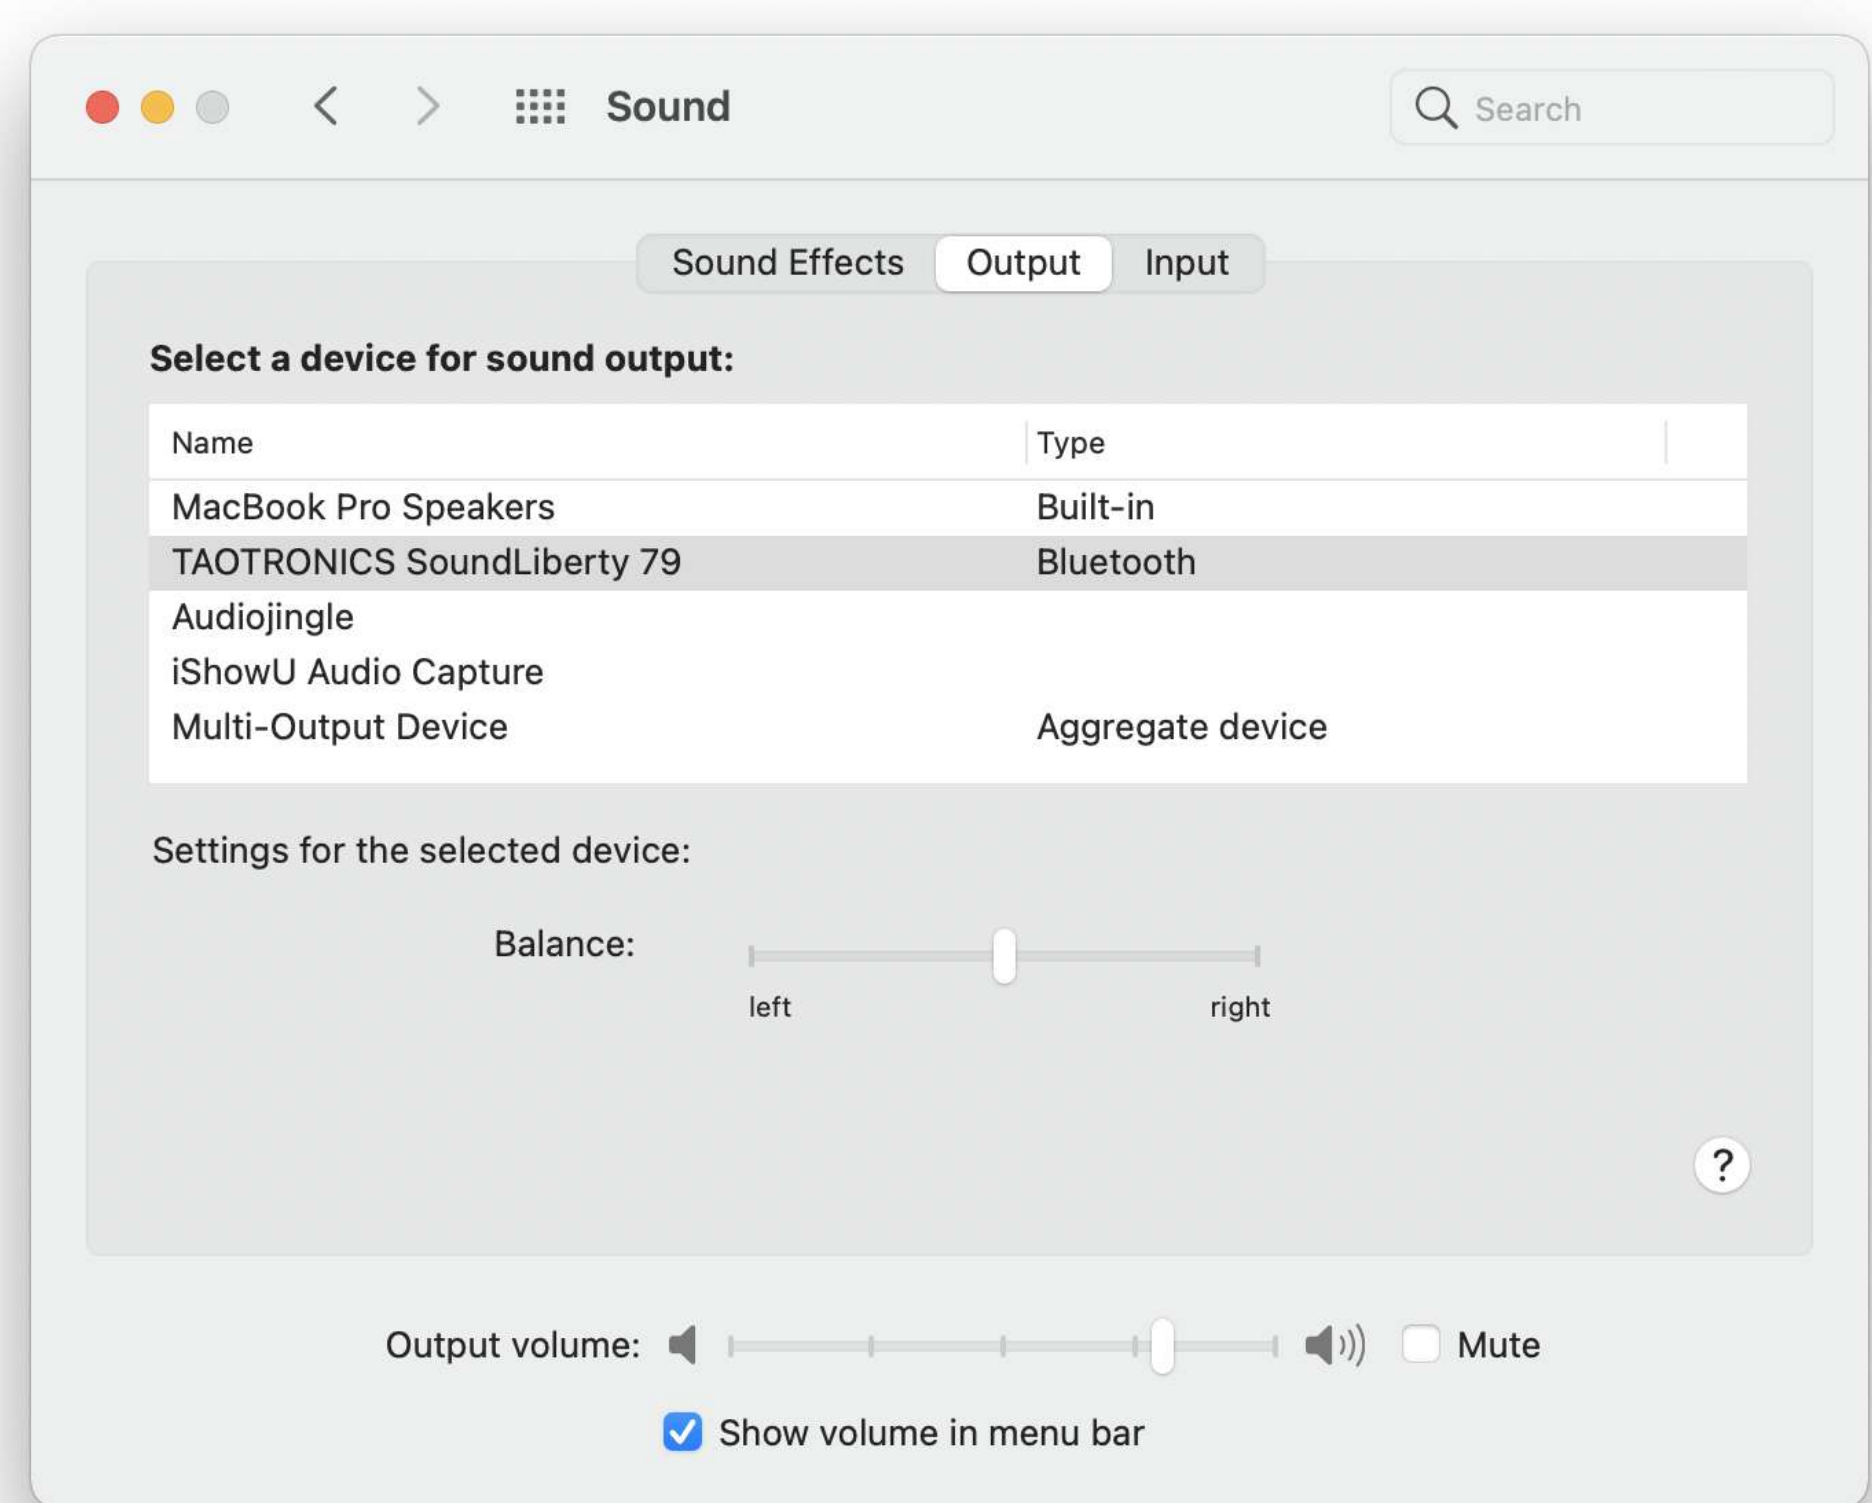 Sound
Search
Sound Effects Output Input
Select a device for sound output:
Name Type
MacBook Pro Speakers Built-in
TAOTRONICS SoundLiberty 79 Bluetooth
Audiojingle
iShowU Audio Capture
Multi-Output Device Aggregate device
Settings for the selected device:
Balance:
left right
?
Output volume: Mute
Show volume in menu bar